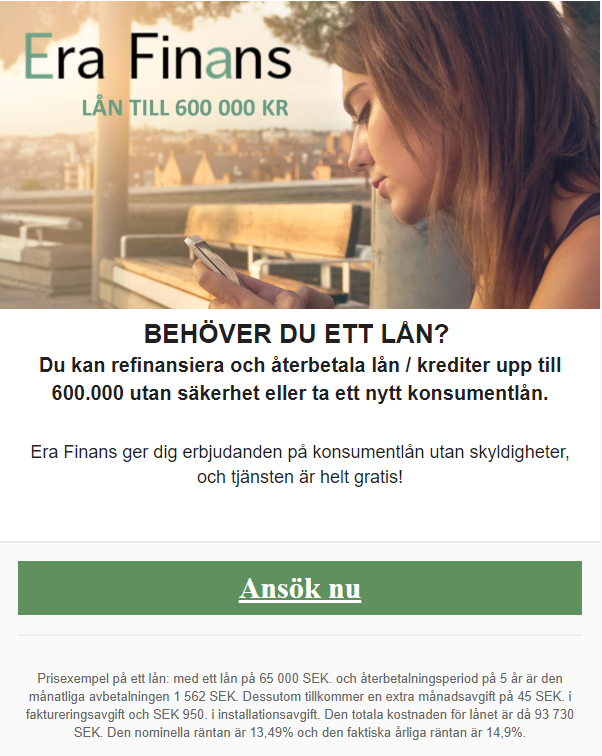 Era Finans
LÅN TILL 600 000 KR
BEHÖVER DU ETT LÅN?
Du kan refinansiera och återbetala lån / krediter upp till
600.000 utan säkerhet eller ta ett nytt konsumentlån.
Era Finans ger dig erbjudanden på konsumentlån utan skyldigheter,
och tjänsten är helt gratis!
Ansök nu
Prisexempel på ett lån: med ett lån på 65 000 SEK. och återbetalningsperiod på 5 år är den
månatliga avbetalningen 1 562 SEK. Dessutom tillkommer en extra månadsavgift på 45 SEK. i
faktureringsavgift och SEK 950. i installationsavgift. Den totala kostnaden för lånet är då 93 730
SEK. Den nominella räntan är 13,49% och den faktiska årliga räntan är 14,9%.